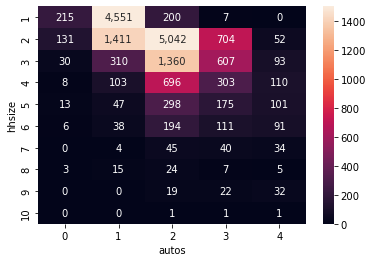 1 215 4,551 200 7 0 1400
2 131 1,411 5,042 704 52 1200
3 30 310 1,360 607 93 1000
4 8 103 696 303 110 800
hhsize 5 13 47 298 175 101 600
6 6 38 194 111 91
7 0 4 45 40 34 400
8 3 15 24 7 5 200
9 0 0 19 22 32
10 0 0 1 1 1 0
0 1 2 3 4
autos